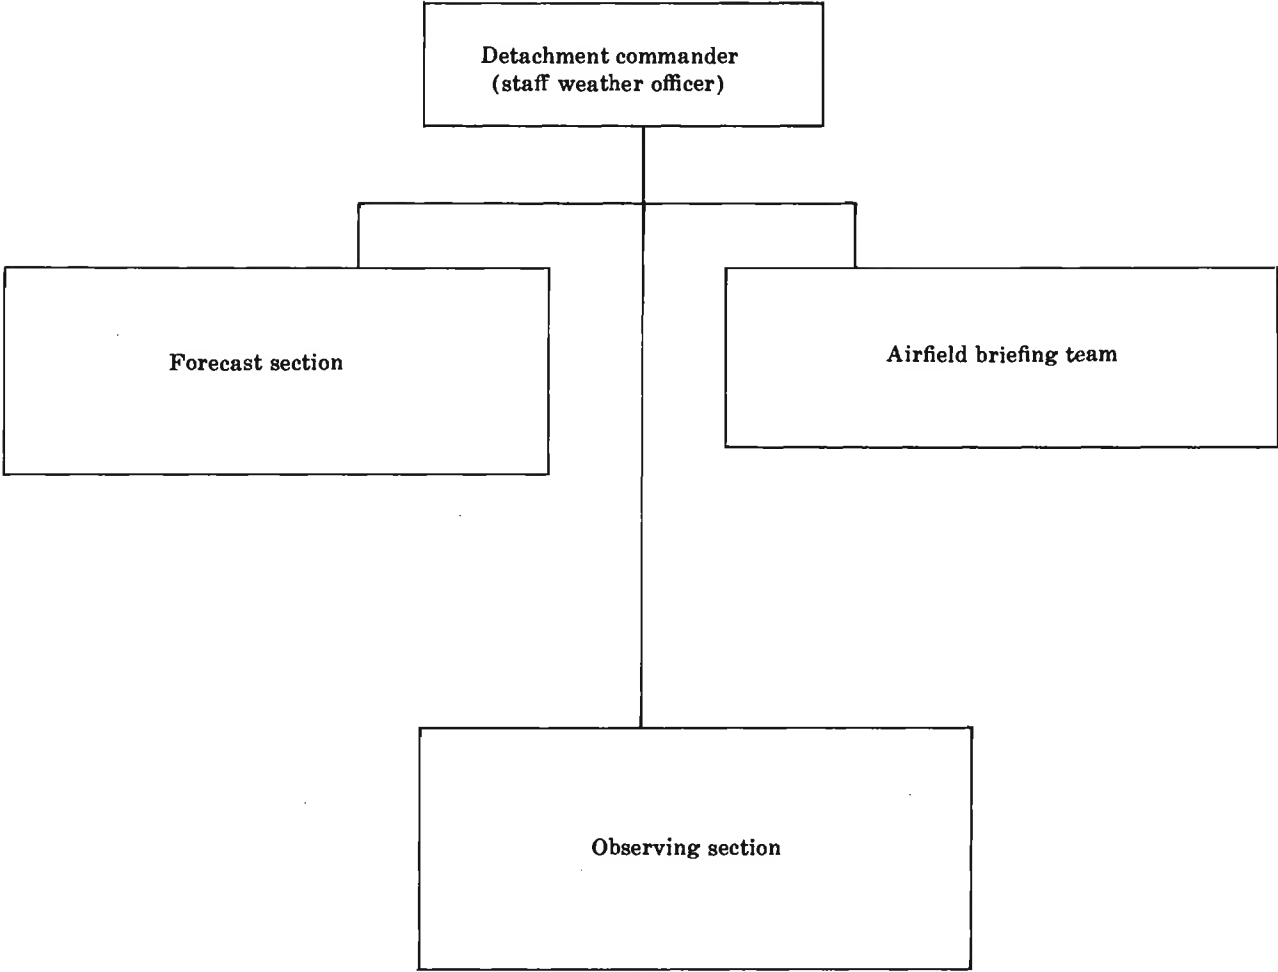 Detachment commander
(staff weather officer)
Forecast section
Airfield briefing team
Observing section